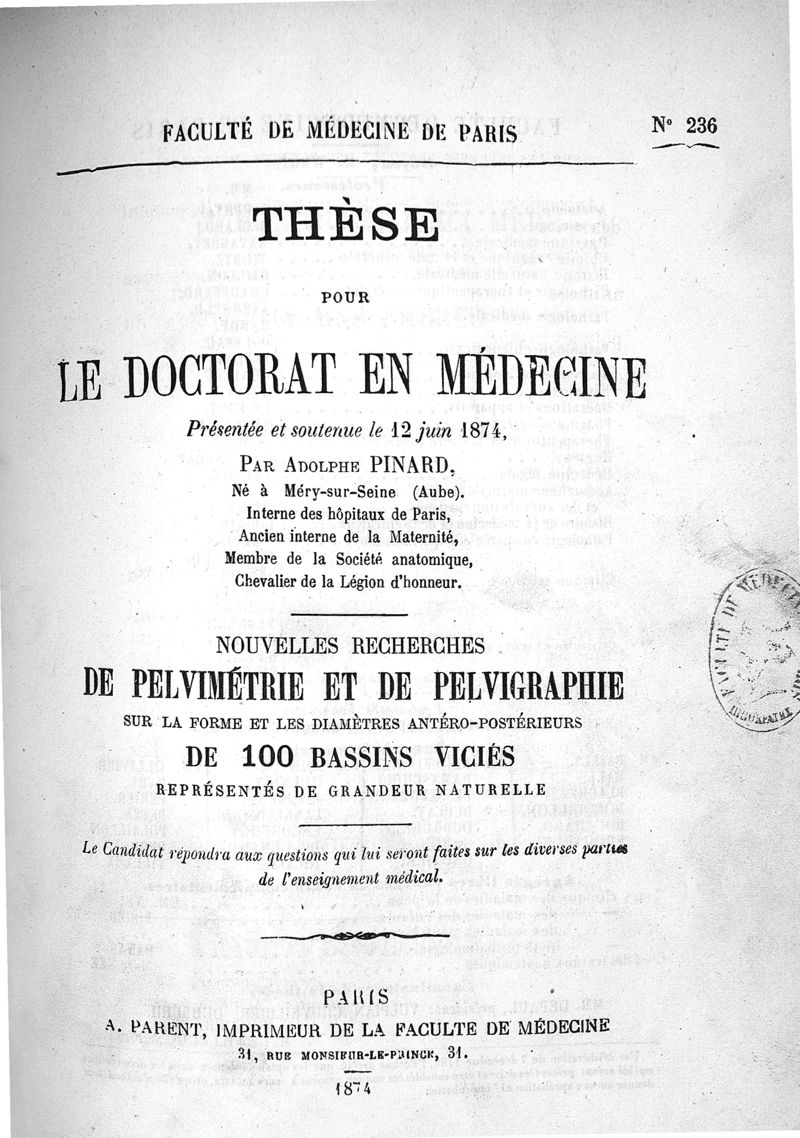 FACULTÉ DE MÉDECINE DE PARIS
N° 236
THÈSE
POUR
LE DOCTORAT EN MÉDECINE
Présentée et soutenue le 12 juin 1874,
PAR ADOLPHE PINARD,
Né à Méry-sur-Seine (Aube).
Interne des hôpitaux de Paris,
Ancien interne de la Maternité,
Membre de la Société anatomique,
Chevalier de la Légion d'honneur.
NOUVELLES RECHERCHES
DE PELVIMÉTRIE ET DE PELVIGRAPHIE
SUR LA FORME ET LES DIAMÈTRES ANTÉRO-POSTÉRIEURS
DE 100 BASSINS VICIÉS
REPRÉSENTÉS DE GRANDEUR NATURELLE
Le Candidat répondra aux questions qui lui seront faites sur les diverses parties
de l'enseignement médical.
FACULTÉ DE MÉDECINE
PARIS
A. PARENT, IMPRIMEUR DE LA FACULTE DE MÉDECINE
31, RUE MONSIEUR-LE-PRINCE, 31.
1874